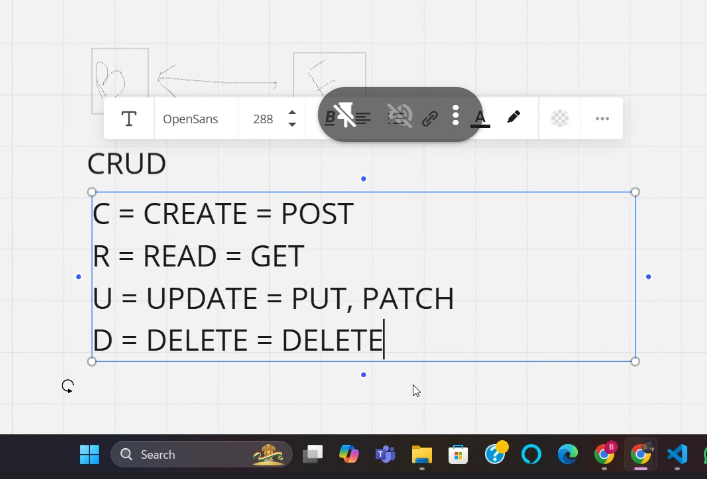 B
F
OpenSans
288
B
A
CRUD
C = CREATE = POST
R = READ = GET
U = UPDATE = PUT, PATCH
D = DELETE = DELETE
Search